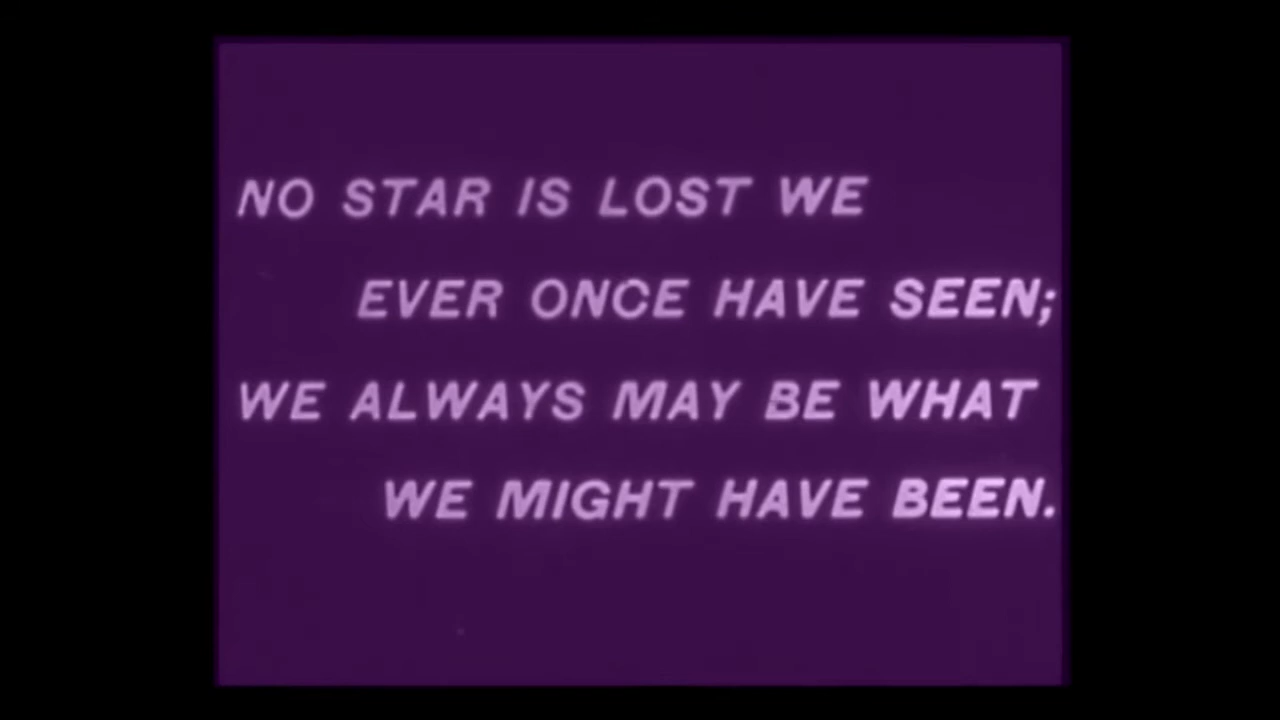 NO STAR IS LOST WE
EVER ONCE HAVE SEEN;
WE ALWAYS MAY BE WHAT
WE MIGHT HAVE BEEN.